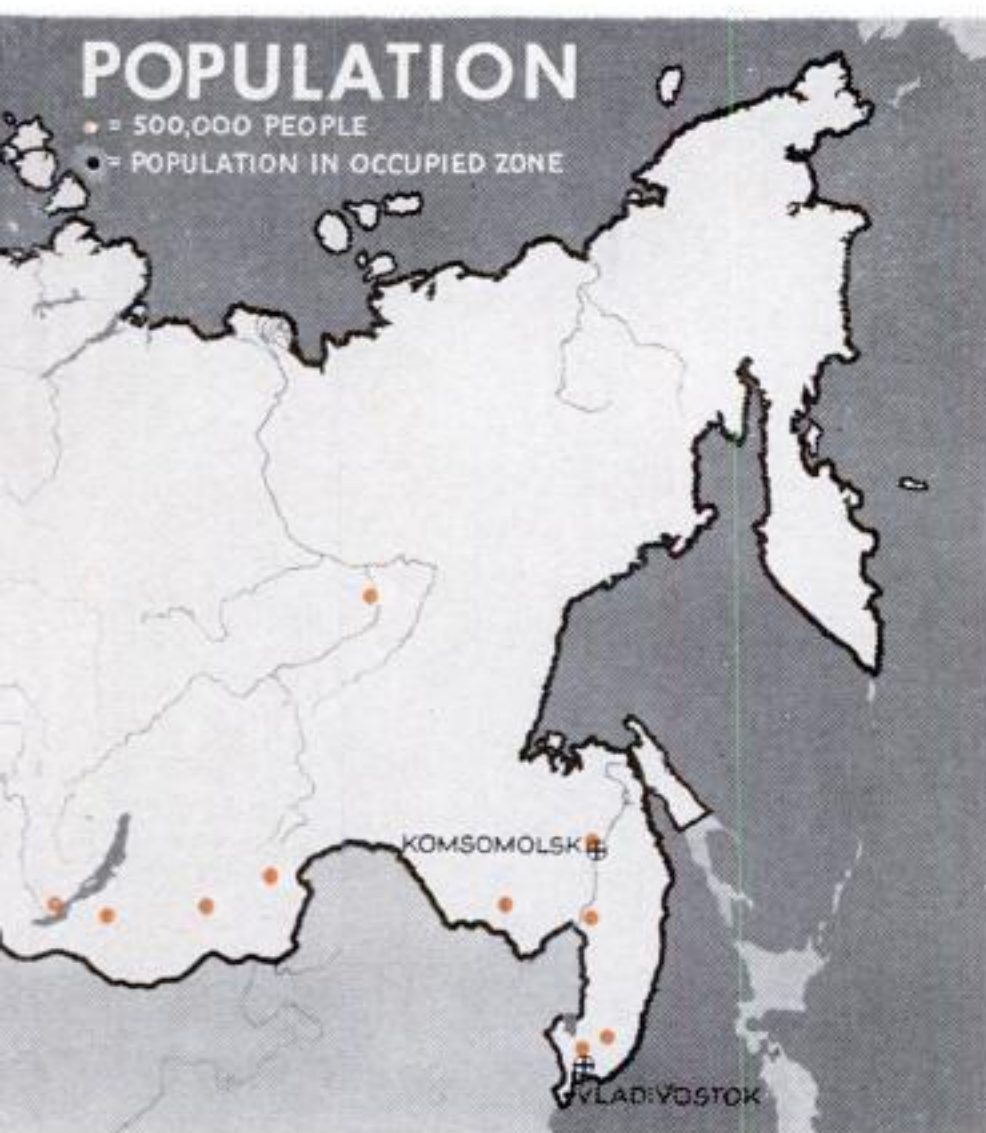 POPULATION
= 500,000 PEOPLE
= POPULATION IN OCCUPIED ZONE
KOMSOMOLSK
VLADIVOSTOK